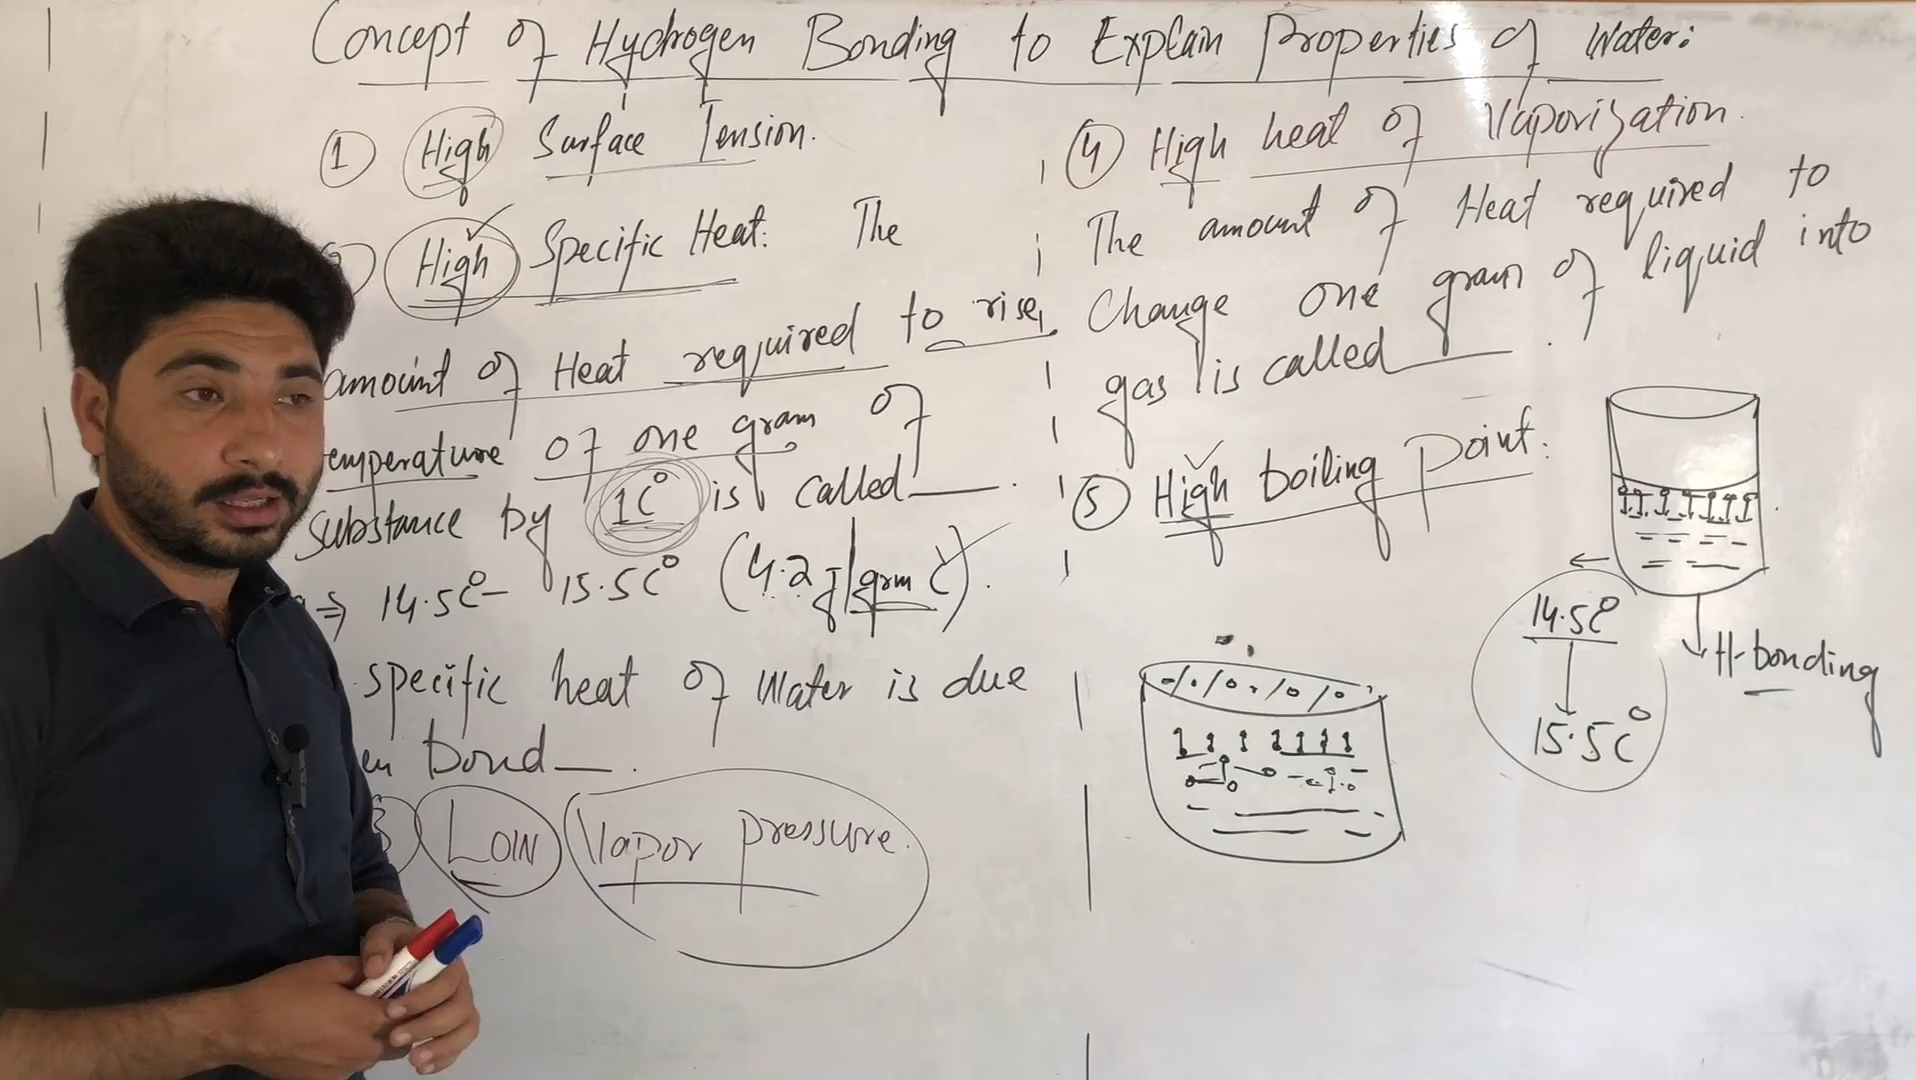 Concept of Hydrogen Bonding to Explain Properties of Water:
① High Surface Tension.
High Specific Heat: The
amount of Heat required to rise
temperature of one gram of
substance by 1C° is called ___.
⇒ 14.5C° - 15.5C° (4.2 J/grm C°).
specific heat of Water is due
en bond __.
3 Low Vapor pressure.
④ High heat of Vaporization.
The amount of Heat required to
Change one gram of liquid into
gas is called ___.
⑤ High boiling point:
14.5C°
15.5C°
H-bonding